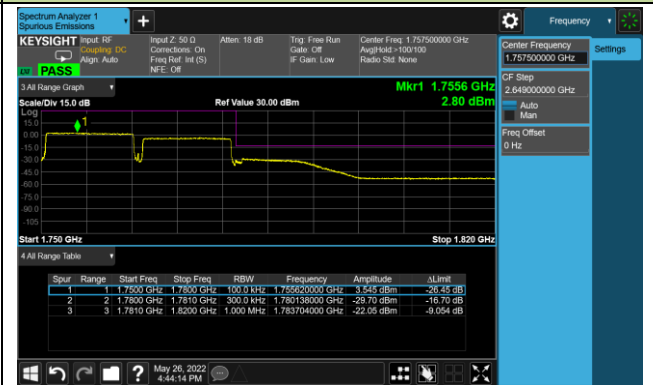 Spectrum Analyzer 1
Spurious Emissions
Frequency
KEYSIGHT
Input: RF
Coupling: DC
Align: Auto
Input Z: 50 Ω
Corrections: On
Freq Ref: Int (S)
NFE: Off
Atten: 18 dB
Trig: Free Run
Gate: Off
IF Gain: Low
Center Freq: 1.757500000 GHz
Avg|Hold:>100/100
Radio Std: None
PASS
Center Frequency
1.757500000 GHz
Settings
CF Step
2.649000000 GHz
Auto
Man
Freq Offset
0 Hz
3 All Range Graph
Mkr1 1.7556 GHz
Scale/Div 15.0 dB
Ref Value 30.00 dBm
2.80 dBm
Log
15.0
0.00
-15.0
-30.0
-45.0
-60.0
-75.0
-90.0
-105
1
Start 1.750 GHz
Stop 1.820 GHz
4 All Range Table
Spur Range Start Freq Stop Freq RBW Frequency Amplitude ΔLimit
1 1 1.7500 GHz 1.7800 GHz 100.0 kHz 1.755620000 GHz 3.545 dBm -26.45 dB
2 2 1.7800 GHz 1.7810 GHz 300.0 kHz 1.780138000 GHz -29.70 dBm -16.70 dB
3 3 1.7810 GHz 1.8200 GHz 1.000 MHz 1.783704000 GHz -22.05 dBm -9.054 dB
?
May 26, 2022
4:44:14 PM